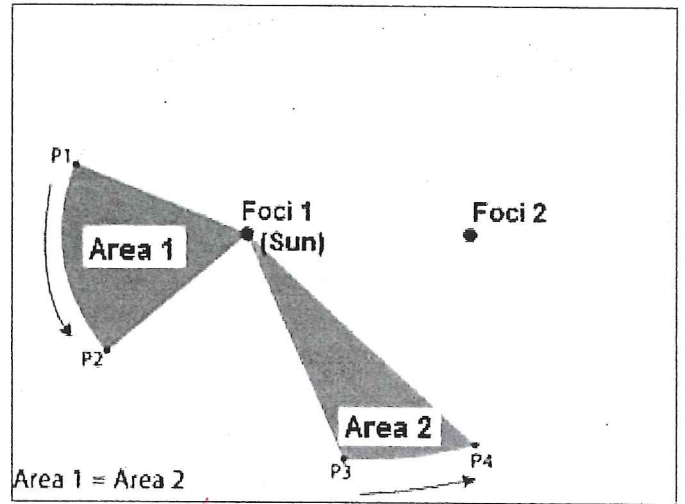 P1
Foci 1
(Sun)
Foci 2
Area 1
P2
Area 2
P3
P4
Area 1 = Area 2